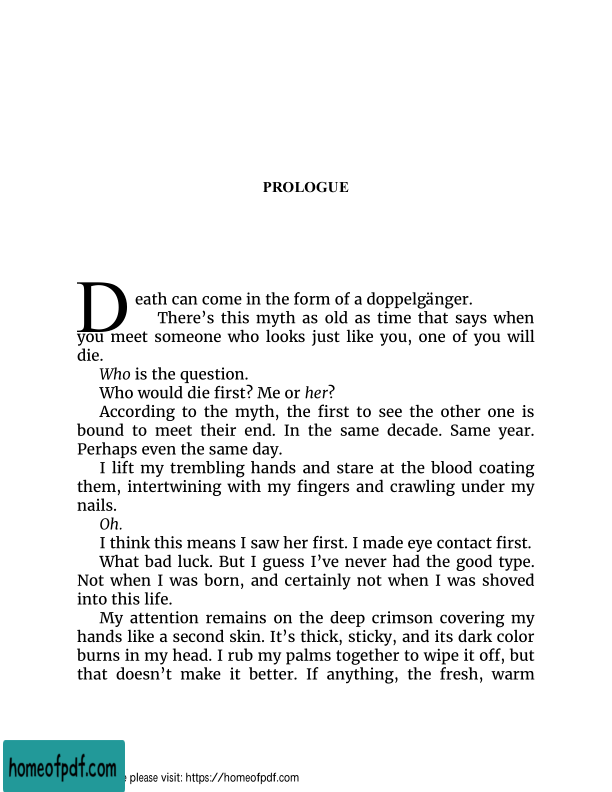 PROLOGUE
Death can come in the form of a doppelgänger.
There's this myth as old as time that says when
you meet someone who looks just like you, one of you will
die.
Who is the question.
Who would die first? Me or her?
According to the myth, the first to see the other one is
bound to meet their end. In the same decade. Same year.
Perhaps even the same day.
I lift my trembling hands and stare at the blood coating
them, intertwining with my fingers and crawling under my
nails.
Oh.
I think this means I saw her first. I made eye contact first.
What bad luck. But I guess I've never had the good type.
Not when I was born, and certainly not when I was shoved
into this life.
My attention remains on the deep crimson covering my
hands like a second skin. It's thick, sticky, and its dark color
burns in my head. I rub my palms together to wipe it off, but
that doesn't make it better. If anything, the fresh, warm
homeofpdf.com
please visit: https://homeofpdf.com